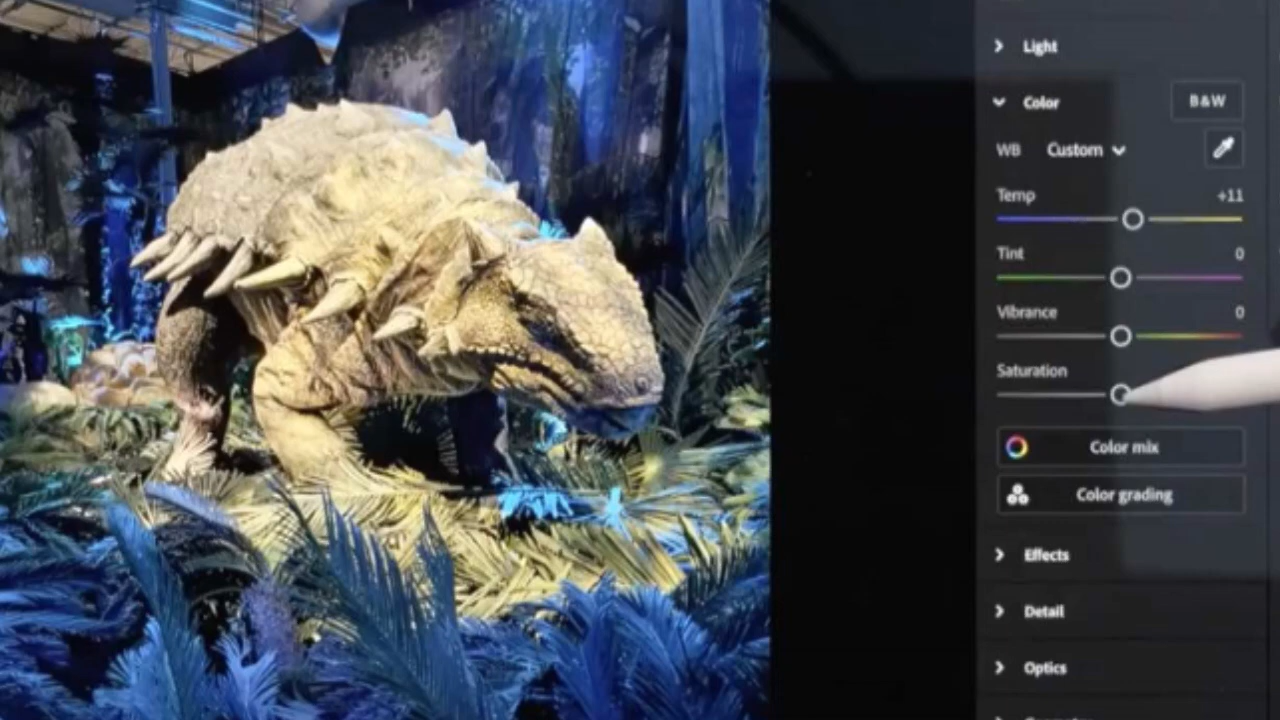 Light
Color
B&W
WB Custom
Temp +11
Tint 0
Vibrance 0
Saturation
Color mix
Color grading
Effects
Detail
Optics